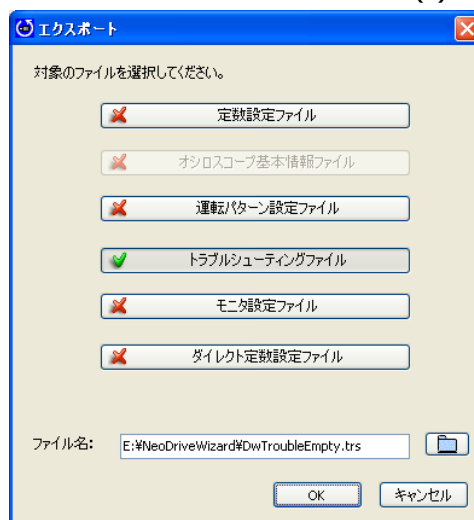 エクスポート
対象のファイルを選択してください。
定数設定ファイル
オシロスコープ基本情報ファイル
運転パターン設定ファイル
トラブルシューティングファイル
モニタ設定ファイル
ダイレクト定数設定ファイル
ファイル名: E:¥NeoDriveWizard¥DwTroubleEmpty.trs
OK キャンセル